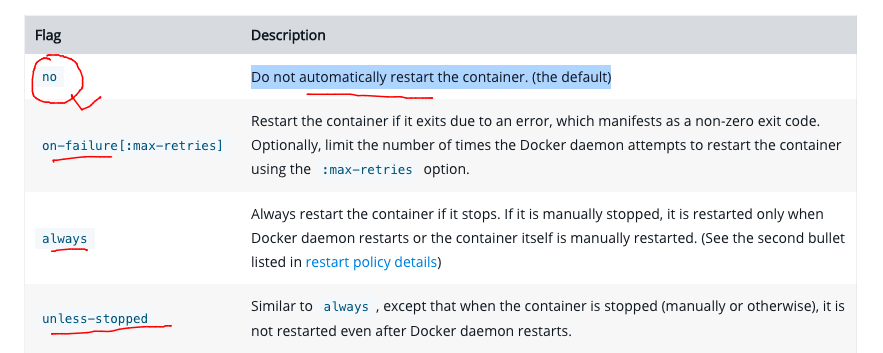 Flag Description
no Do not automatically restart the container. (the default)
Restart the container if it exits due to an error, which manifests as a non-zero exit code.
on-failure[:max-retries] Optionally, limit the number of times the Docker daemon attempts to restart the container
using the :max-retries option.
Always restart the container if it stops. If it is manually stopped, it is restarted only when
always Docker daemon restarts or the container itself is manually restarted. (See the second bullet
listed in restart policy details)
unless-stopped Similar to always , except that when the container is stopped (manually or otherwise), it is
not restarted even after Docker daemon restarts.